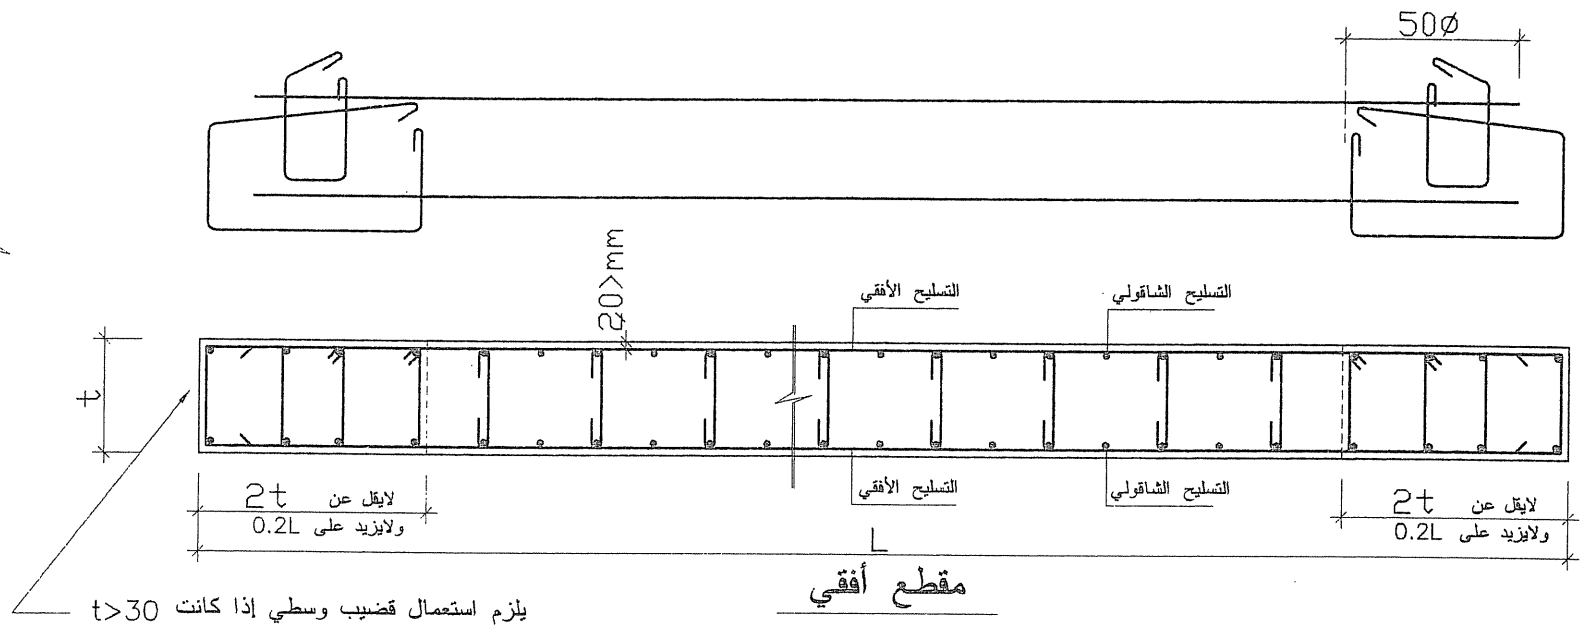 50Ø
20<mm
التسليح الأفقي
التسليح الشاقولي
t
التسليح الأفقي
التسليح الشاقولي
لايقل عن 2t
ولايزيد على 0.2L
لايقل عن 2t
ولايزيد على 0.2L
L
مقطع أفقي
يلزم استعمال قضيب وسطي إذا كانت t>30